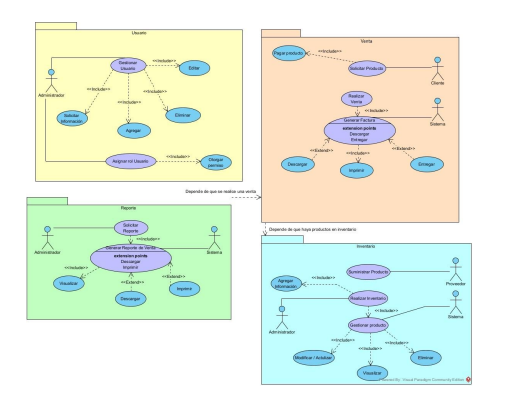 Usuario
Gestionar
Usuario
<<Include>>
Editar
Administrador
<<Include>>
<<Include>>
<<Include>>
Solicitar
Información
Agregar
Eliminar
Asignar rol Usuario
<<Include>>
Otorgar
permiso
Venta
Pagar producto
<<Include>>
Solicitar Producto
Cliente
Realizar
Venta
<<Include>>
Generar Factura
extension points
Descargar
Entregar
Sistema
<<Extend>>
<<Include>>
<<Extend>>
Descargar
Imprimir
Entregar
Depende de que se realice una venta
Reporte
Solicitar
Reporte
<<Include>>
Administrador
Generar Reporte de Venta
extension points
Descargar
Imprimir
Sistema
<<Include>>
<<Extend>>
<<Extend>>
Visualizar
Descargar
Imprimir
Depende de que haya productos en inventario
Inventario
Suministrar Producto
Proveedor
Agregar
Información
<<Include>>
Realizar Inventario
<<Include>>
Administrador
Gestionar producto
Sistema
<<Include>>
<<Include>>
<<Include>>
Modificar / Actulizar
Visualizar
Eliminar
Powered By: Visual Paradigm Community Edition